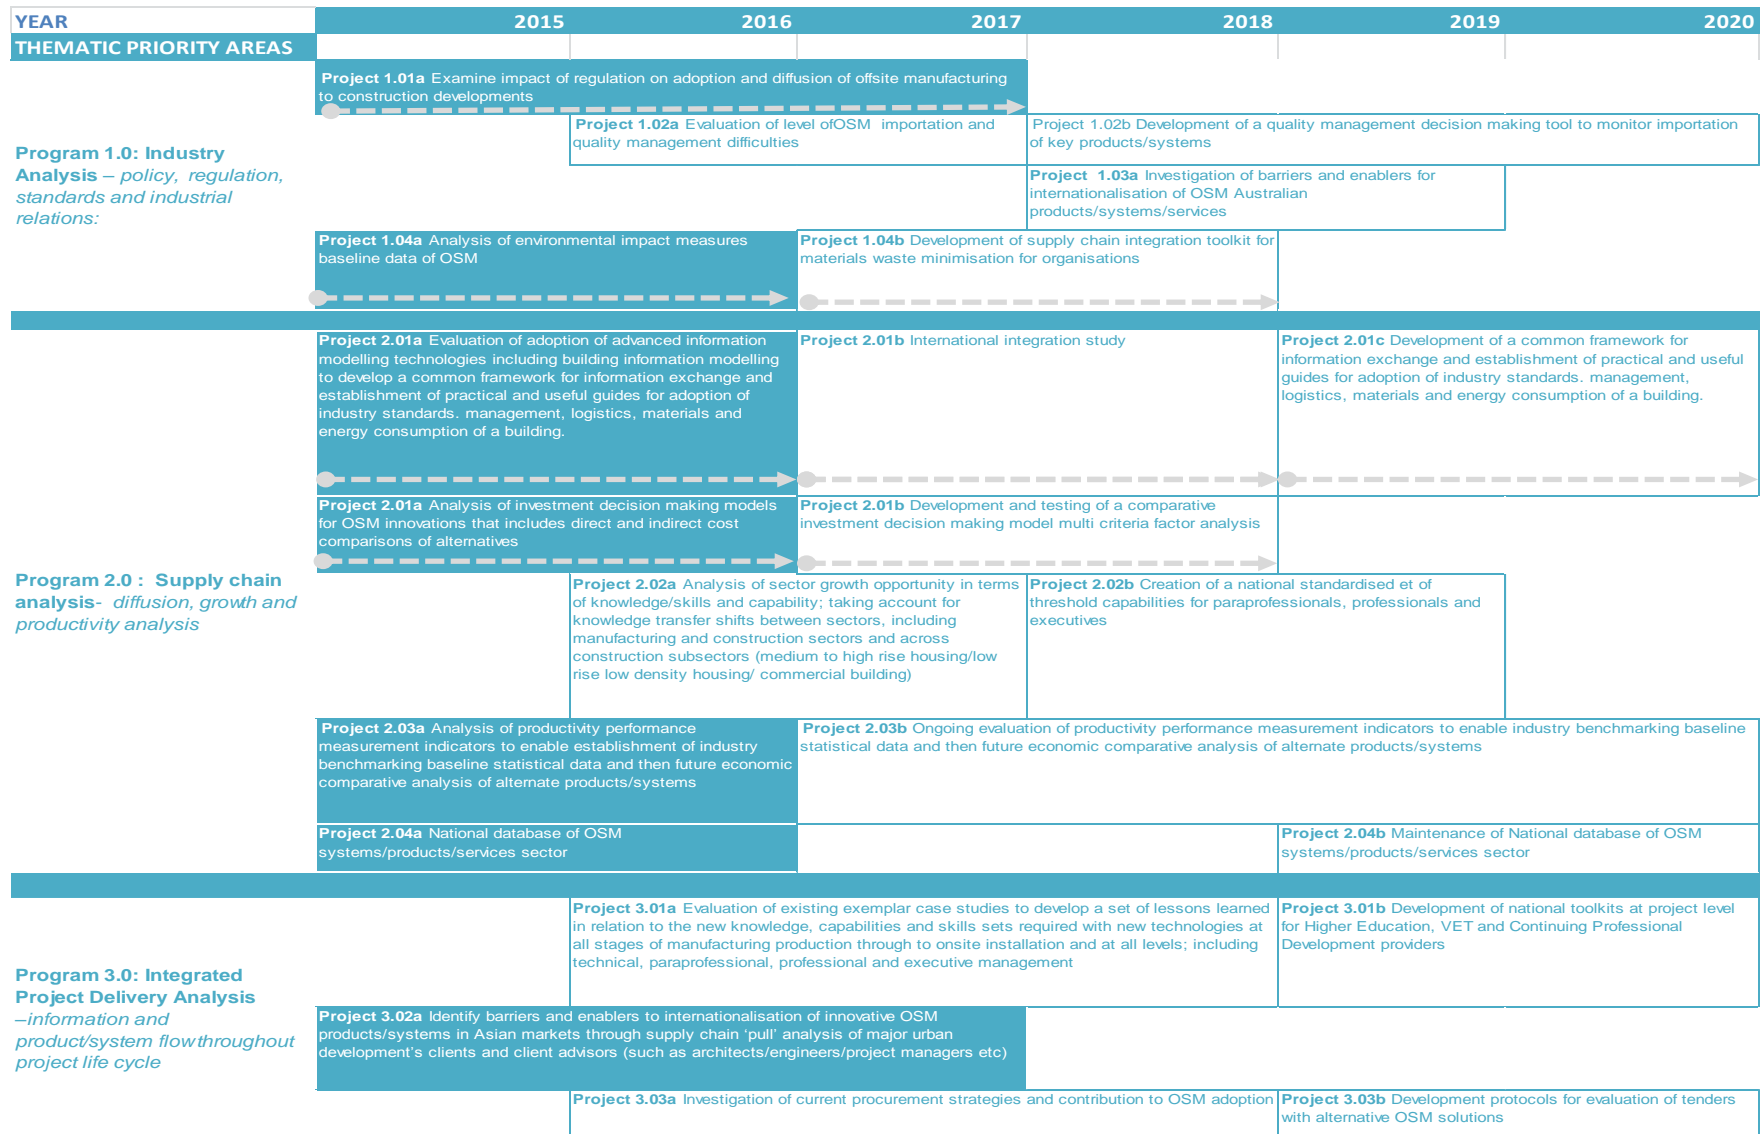 YEAR 2015 2016 2017 2018 2019 2020
THEMATIC PRIORITY AREAS
Program 1.0: Industry
Analysis – policy, regulation,
standards and industrial
relations:
Project 1.01a Examine impact of regulation on adoption and diffusion of offsite manufacturing
to construction developments
Project 1.02a Evaluation of level ofOSM importation and
quality management difficulties
Project 1.02b Development of a quality management decision making tool to monitor importation
of key products/systems
Project 1.03a Investigation of barriers and enablers for
internationalisation of OSM Australian
products/systems/services
Project 1.04a Analysis of environmental impact measures
baseline data of OSM
Project 1.04b Development of supply chain integration toolkit for
materials waste minimisation for organisations
Program 2.0 : Supply chain
analysis- diffusion, growth and
productivity analysis
Project 2.01a Evaluation of adoption of advanced information
modelling technologies including building information modelling
to develop a common framework for information exchange and
establishment of practical and useful guides for adoption of
industry standards. management, logistics, materials and
energy consumption of a building.
Project 2.01b International integration study
Project 2.01c Development of a common framework for
information exchange and establishment of practical and useful
guides for adoption of industry standards. management,
logistics, materials and energy consumption of a building.
Project 2.01a Analysis of investment decision making models
for OSM innovations that includes direct and indirect cost
comparisons of alternatives
Project 2.01b Development and testing of a comparative
investment decision making model multi criteria factor analysis
Project 2.02a Analysis of sector growth opportunity in terms
of knowledge/skills and capability; taking account for
knowledge transfer shifts between sectors, including
manufacturing and construction sectors and across
construction subsectors (medium to high rise housing/low
rise low density housing/ commercial building)
Project 2.02b Creation of a national standardised et of
threshold capabilities for paraprofessionals, professionals and
executives
Project 2.03a Analysis of productivity performance
measurement indicators to enable establishment of industry
benchmarking baseline statistical data and then future economic
comparative analysis of alternate products/systems
Project 2.03b Ongoing evaluation of productivity performance measurement indicators to enable industry benchmarking baseline
statistical data and then future economic comparative analysis of alternate products/systems
Project 2.04a National database of OSM
systems/products/services sector
Project 2.04b Maintenance of National database of OSM
systems/products/services sector
Program 3.0: Integrated
Project Delivery Analysis
–information and
product/system flowthroughout
project life cycle
Project 3.01a Evaluation of existing exemplar case studies to develop a set of lessons learned
in relation to the new knowledge, capabilities and skills sets required with new technologies at
all stages of manufacturing production through to onsite installation and at all levels; including
technical, paraprofessional, professional and executive management
Project 3.01b Development of national toolkits at project level
for Higher Education, VET and Continuing Professional
Development providers
Project 3.02a Identify barriers and enablers to internationalisation of innovative OSM
products/systems in Asian markets through supply chain ‘pull’ analysis of major urban
development’s clients and client advisors (such as architects/engineers/project managers etc)
Project 3.03a Investigation of current procurement strategies and contribution to OSM adoption
Project 3.03b Development protocols for evaluation of tenders
with alternative OSM solutions